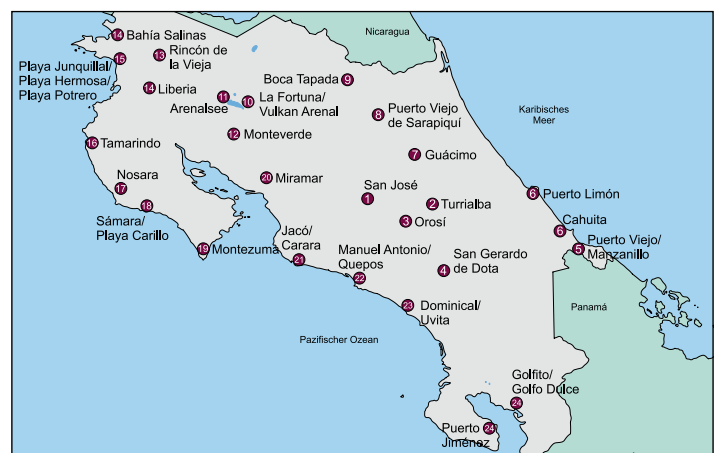 Nicaragua
14 Bahía Salinas
13 Rincón de
la Vieja
15
Playa Junquillal/
Playa Hermosa/
Playa Potrero
14 Liberia
Boca Tapada 9
11
Arenalsee
10 La Fortuna/
Vulkan Arenal
8 Puerto Viejo
de Sarapiquí
Karibisches
Meer
12 Monteverde
16 Tamarindo
7 Guácimo
20 Miramar
Nosara
17
San José
1
2 Turrialba
6 Puerto Limón
18
Sámara/
Playa Carillo
3 Orosí
6 Cahuita
Jacó/
Carara
21
19 Montezuma
Manuel Antonio/
Quepos
22
San Gerardo
de Dota
4
5 Puerto Viejo/
Manzanillo
23 Dominical/
Uvita
Panamá
Pazifischer Ozean
Golfito/
Golfo Dulce
24
Puerto
Jiménoz
24